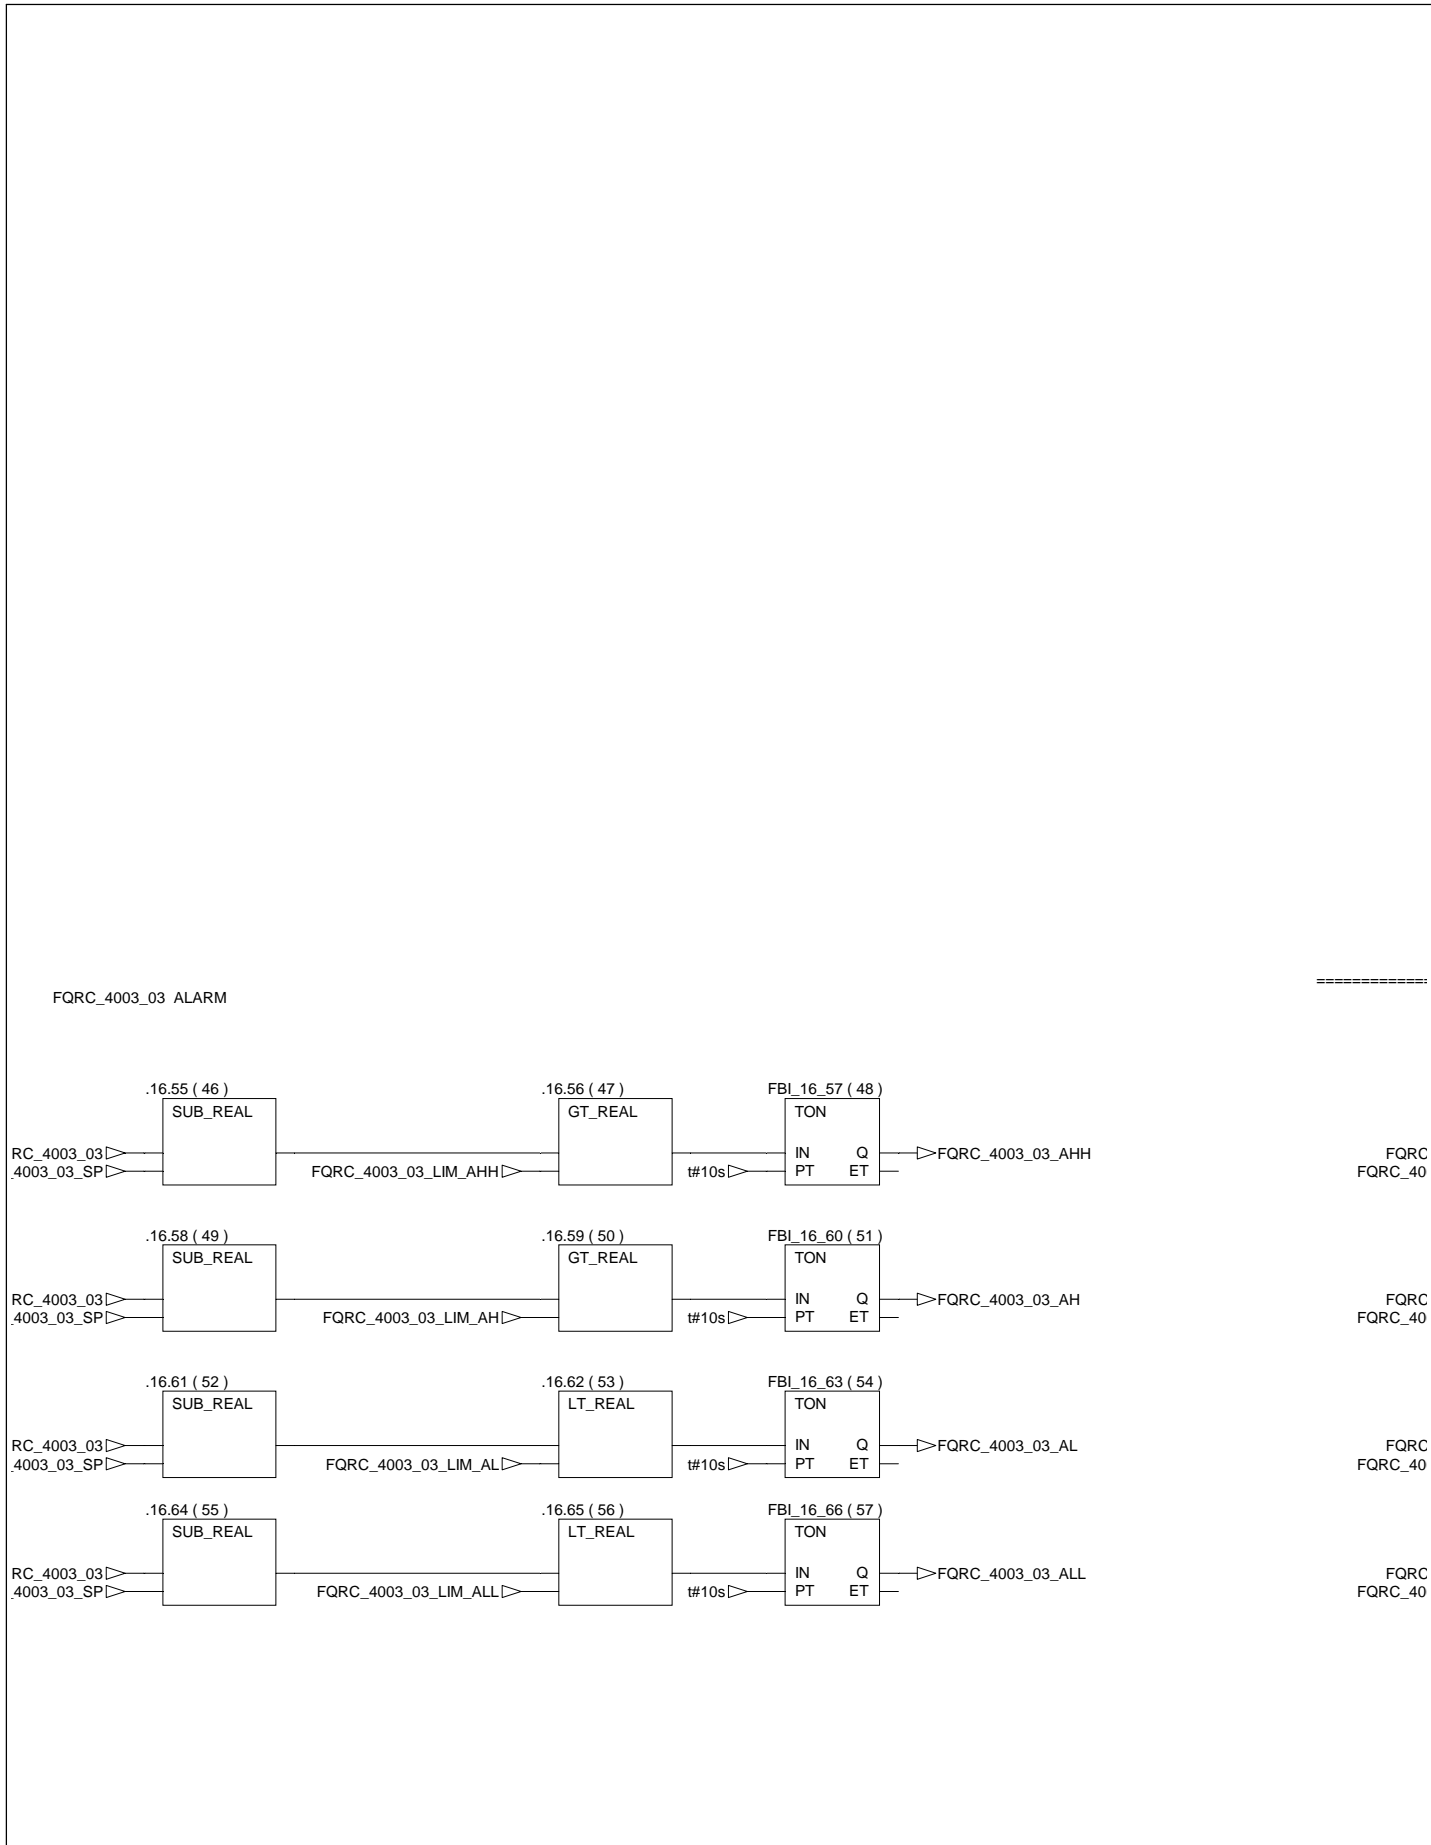 =============
FQRC_4003_03 ALARM
.16.55 ( 46 ) .16.56 ( 47 ) FBI_16_57 ( 48 )
SUB_REAL GT_REAL TON
RC_4003_03 IN Q FQRC_4003_03_AHH FQRC
_4003_03_SP FQRC_4003_03_LIM_AHH t#10s PT ET FQRC_40
.16.58 ( 49 ) .16.59 ( 50 ) FBI_16_60 ( 51 )
SUB_REAL GT_REAL TON
RC_4003_03 IN Q FQRC_4003_03_AH FQRC
_4003_03_SP FQRC_4003_03_LIM_AH t#10s PT ET FQRC_40
.16.61 ( 52 ) .16.62 ( 53 ) FBI_16_63 ( 54 )
SUB_REAL LT_REAL TON
RC_4003_03 IN Q FQRC_4003_03_AL FQRC
_4003_03_SP FQRC_4003_03_LIM_AL t#10s PT ET FQRC_40
.16.64 ( 55 ) .16.65 ( 56 ) FBI_16_66 ( 57 )
SUB_REAL LT_REAL TON
RC_4003_03 IN Q FQRC_4003_03_ALL FQRC
_4003_03_SP FQRC_4003_03_LIM_ALL t#10s PT ET FQRC_40